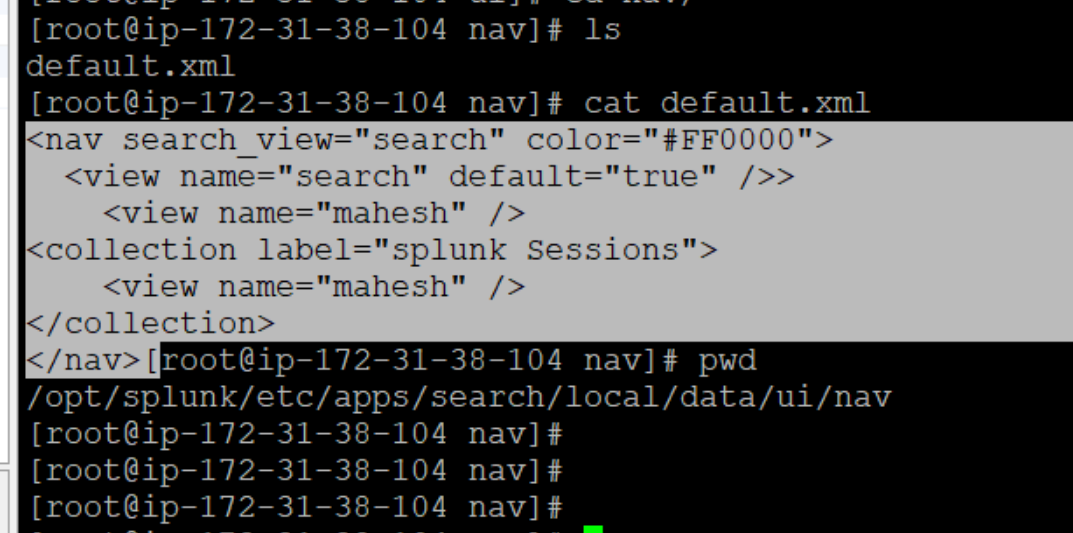 [root@ip-172-31-38-104 nav]# ls
default.xml
[root@ip-172-31-38-104 nav]# cat default.xml
<nav search_view="search" color="#FF0000">
  <view name="search" default="true" />>
    <view name="mahesh" />
<collection label="splunk Sessions">
    <view name="mahesh" />
</collection>
</nav>[root@ip-172-31-38-104 nav]# pwd
/opt/splunk/etc/apps/search/local/data/ui/nav
[root@ip-172-31-38-104 nav]#
[root@ip-172-31-38-104 nav]#
[root@ip-172-31-38-104 nav]#